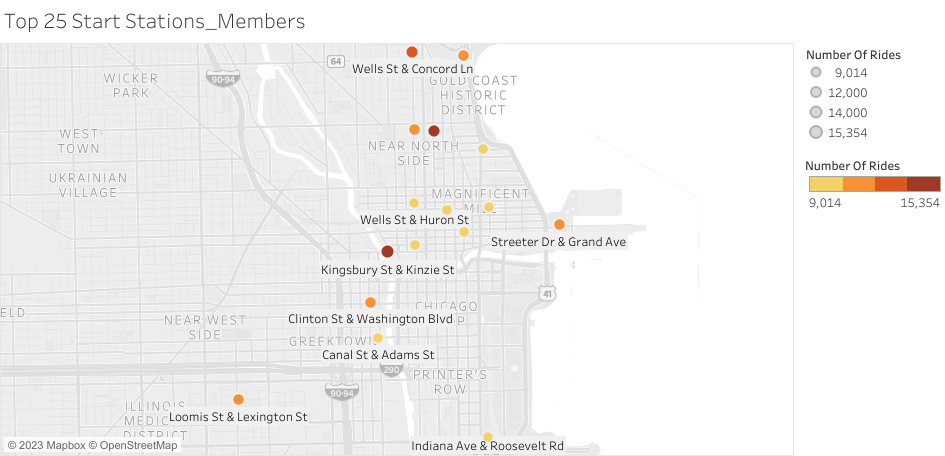 Top 25 Start Stations_Members
64
90-94
WICKER
PARK
Wells St & Concord Ln
GOLD COAST
HISTORIC
DISTRICT
WEST-
TOWN
NEAR NORTH
SIDE
UKRAINIAN
VILLAGE
MAGNIFICENT
Wells St & Huron St
Streeter Dr & Grand Ave
Kingsbury St & Kinzie St
41
CHICAGO
ELD
NEAR WEST
SIDE
Clinton St & Washington Blvd
GREEKTOWN
Canal St & Adams St
290
PRINTER'S
ROW
90-94
ILLINOIS
Loomis St & Lexington St
DISTRICT
Indiana Ave & Roosevelt Rd
© 2023 Mapbox © OpenStreetMap
Number Of Rides
9,014
12,000
14,000
15,354
Number Of Rides
9,014 15,354